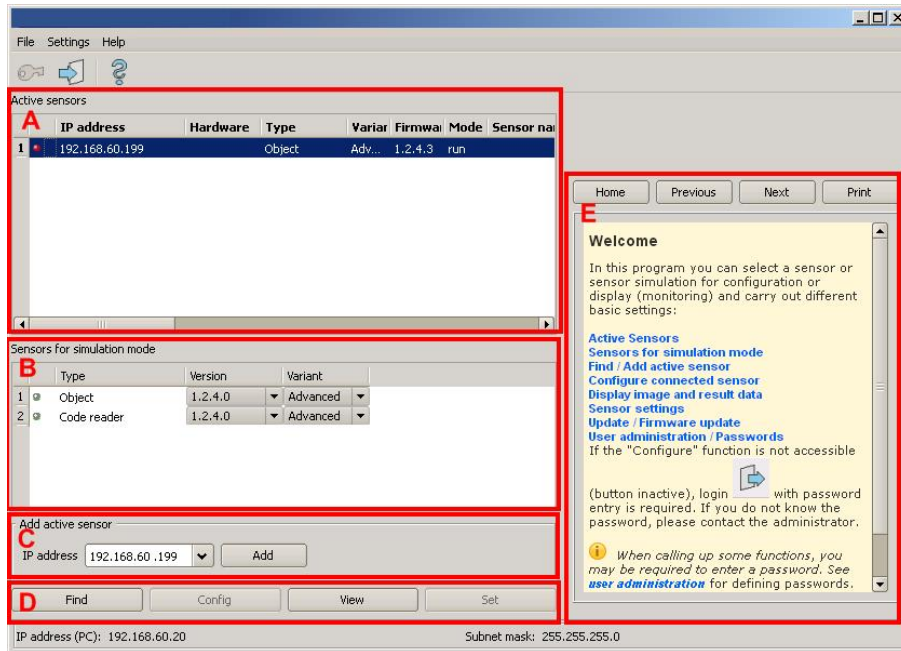 File Settings Help
Active sensors
A
IP address Hardware Type Variar Firmwar Mode Sensor nar
1 192.168.60.199 Object Adv... 1.2.4.3 run
Sensors for simulation mode
B
Type Version Variant
1 Object 1.2.4.0 Advanced
2 Code reader 1.2.4.0 Advanced
Add active sensor
C
IP address 192.168.60 .199 Add
D
Find Config View Set
IP address (PC): 192.168.60.20 Subnet mask: 255.255.255.0
Home Previous Next Print
E
Welcome
In this program you can select a sensor or
sensor simulation for configuration or
display (monitoring) and carry out different
basic settings:
Active Sensors
Sensors for simulation mode
Find / Add active sensor
Configure connected sensor
Display image and result data
Sensor settings
Update / Firmware update
User administration / Passwords
If the "Configure" function is not accessible
(button inactive), login with password
entry is required. If you do not know the
password, please contact the administrator.
When calling up some functions, you
may be required to enter a password. See
user administration for defining passwords.